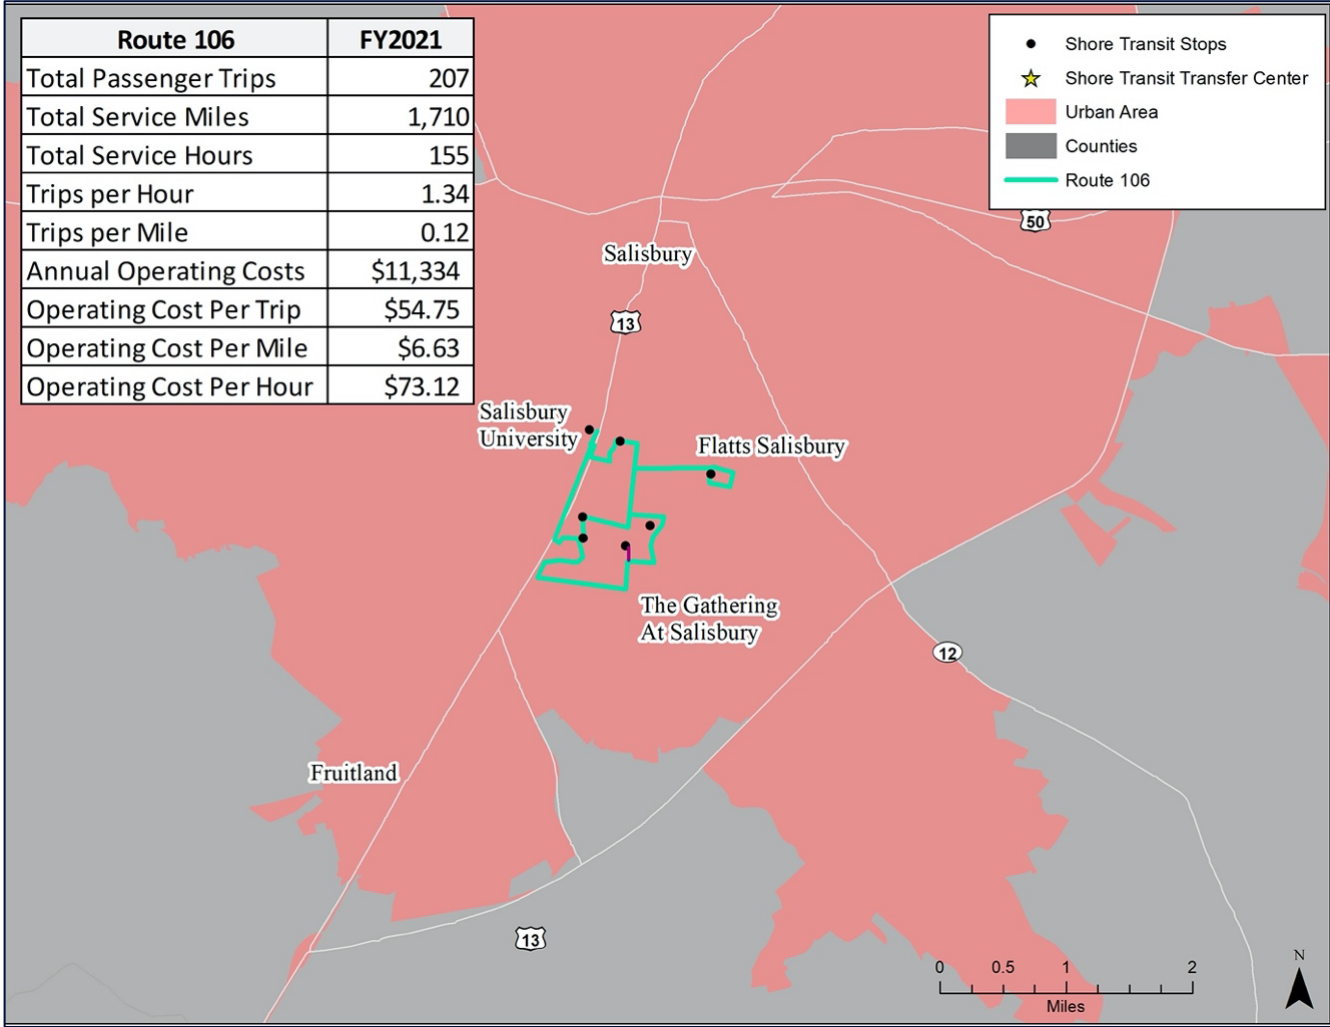 Route 106 FY2021
Total Passenger Trips 207
Total Service Miles 1,710
Total Service Hours 155
Trips per Hour 1.34
Trips per Mile 0.12
Annual Operating Costs $11,334
Operating Cost Per Trip $54.75
Operating Cost Per Mile $6.63
Operating Cost Per Hour $73.12
Shore Transit Stops
Shore Transit Transfer Center
Urban Area
Counties
Route 106
50
Salisbury
13
Salisbury
University
Flatts Salisbury
The Gathering
At Salisbury
12
Fruitland
13
0 0.5 1 2
Miles
N